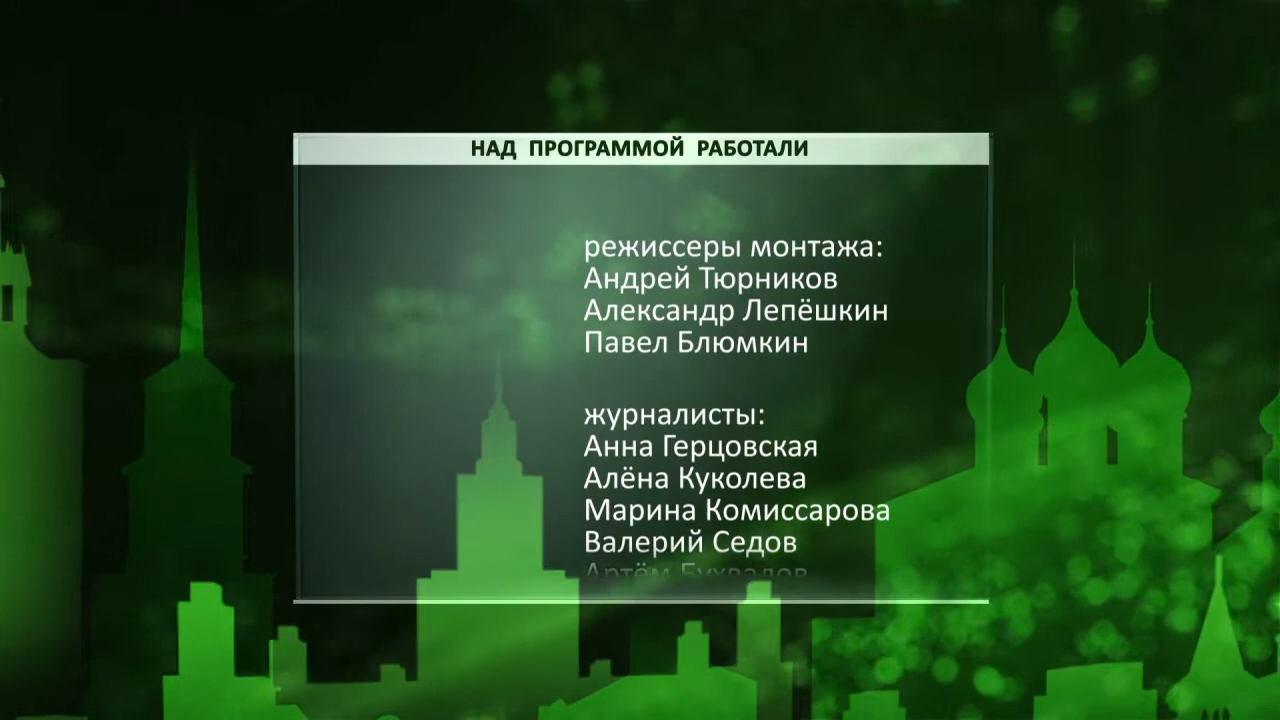 НАД ПРОГРАММОЙ РАБОТАЛИ
режиссеры монтажа:
Андрей Тюрников
Александр Лепёшкин
Павел Блюмкин
журналисты:
Анна Герцовская
Алёна Куколева
Марина Комиссарова
Валерий Седов
Артём